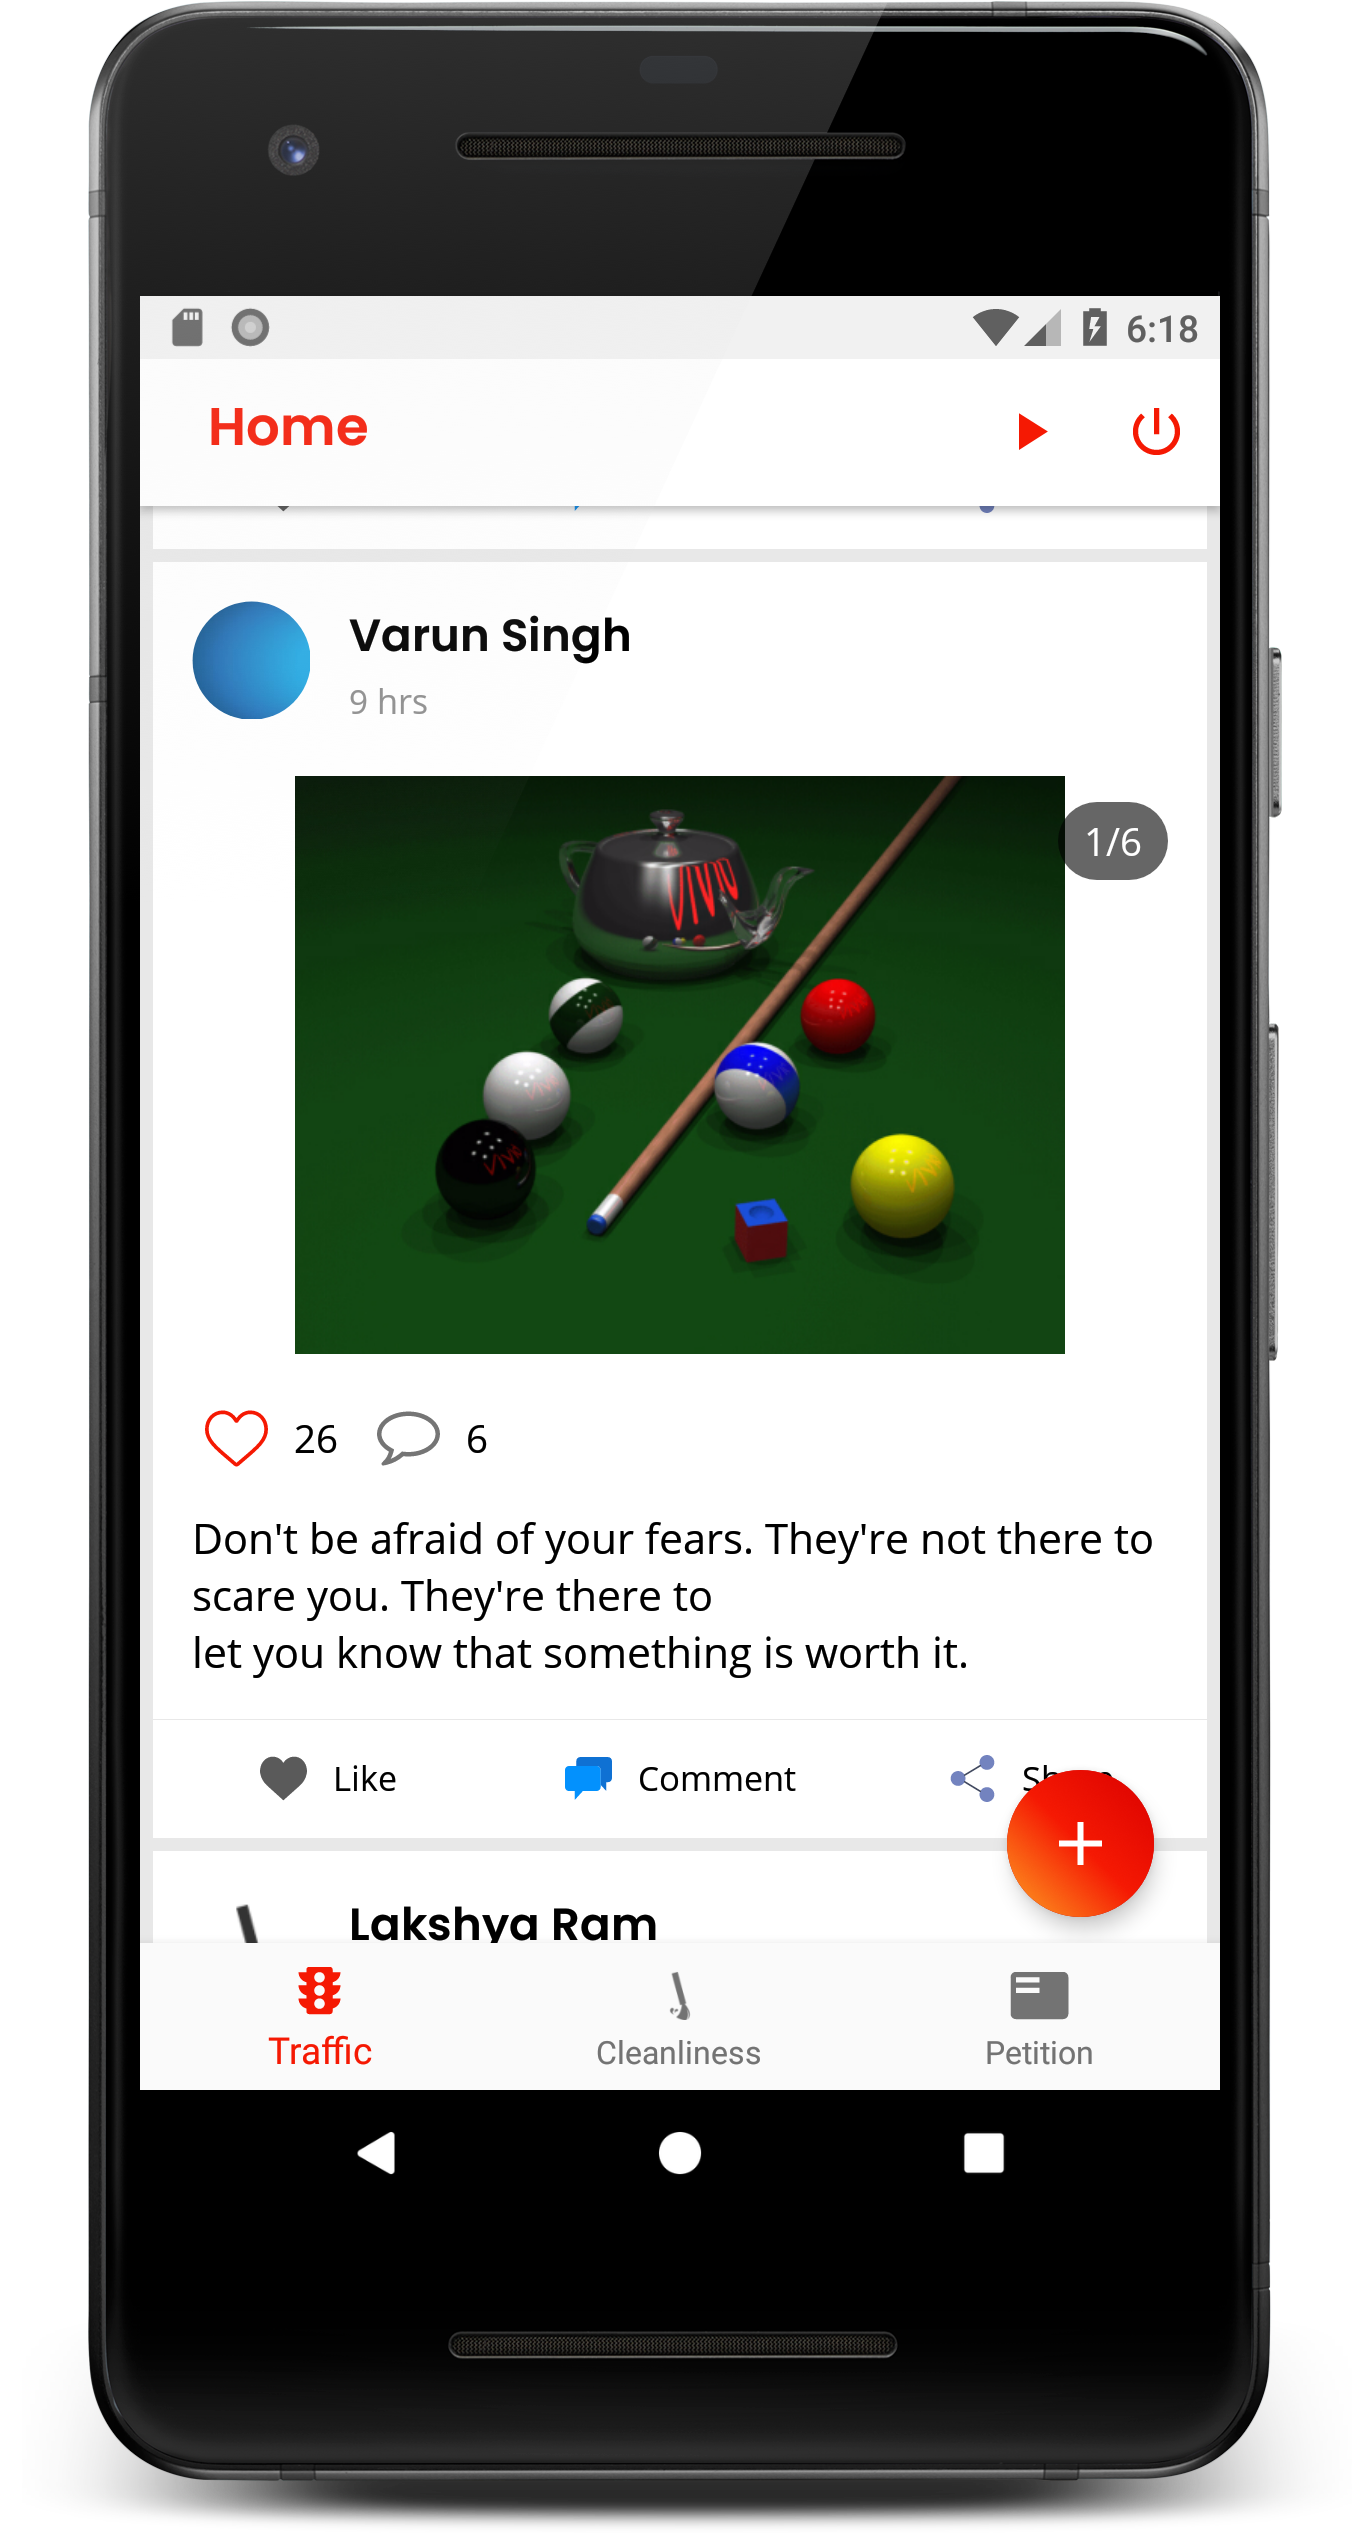 6:18
Home
Varun Singh
9 hrs
1/6
VIVID
26
6
Don't be afraid of your fears. They're not there to
scare you. They're there to
let you know that something is worth it.
Like
Comment
Share
Lakshya Ram
Traffic
Cleanliness
Petition